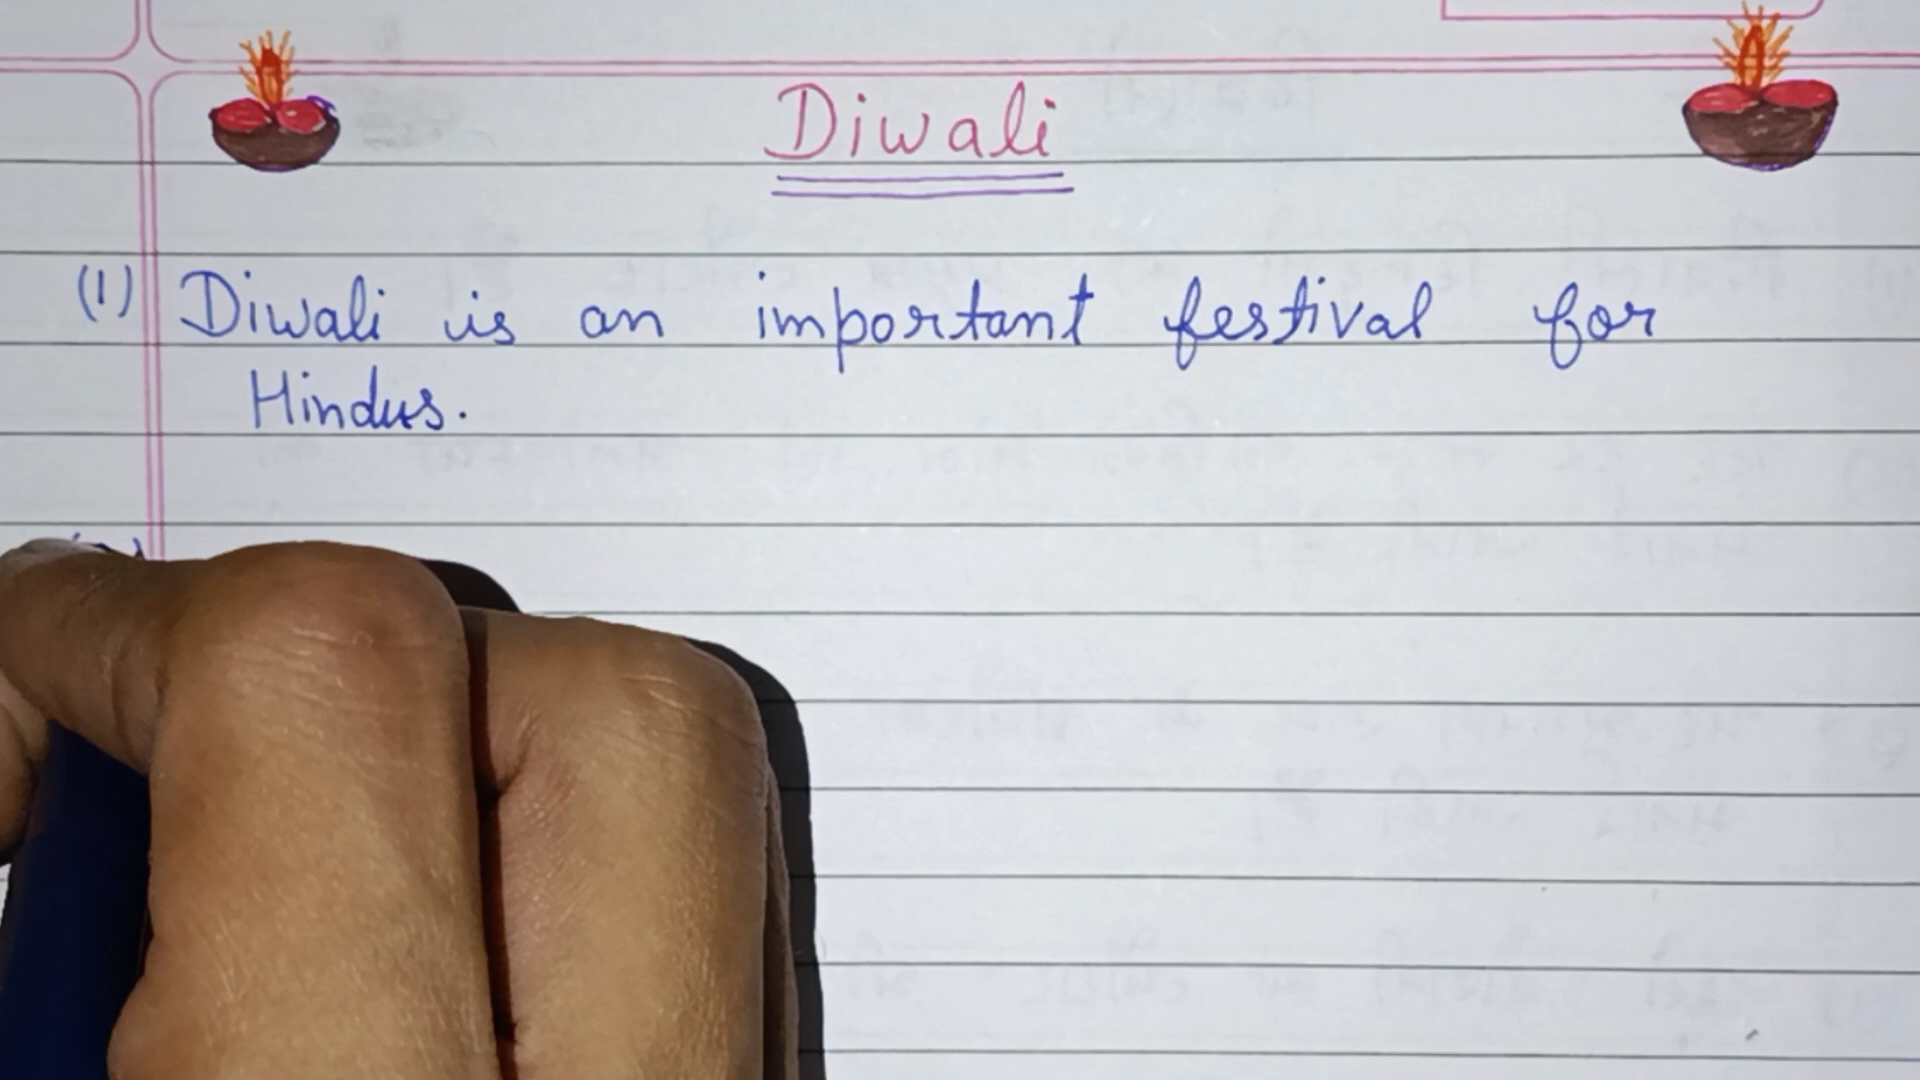 Diwali
(1) Diwali is an important festival for
Hindus.